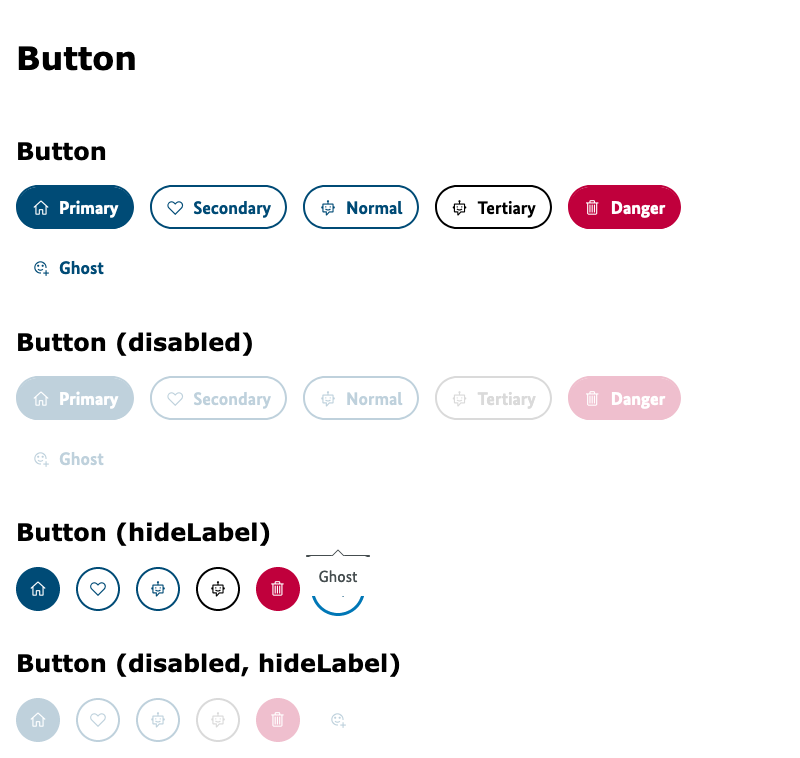 Button
Button
Primary Secondary Normal Tertiary Danger
Ghost
Button (disabled)
Primary Secondary Normal Tertiary Danger
Ghost
Button (hideLabel)
Ghost
Button (disabled, hideLabel)